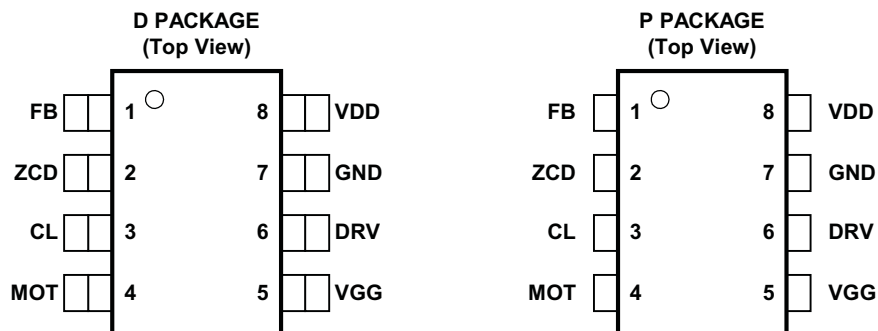 D PACKAGE
(Top View)
FB 1 8 VDD
ZCD 2 7 GND
CL 3 6 DRV
MOT 4 5 VGG
P PACKAGE
(Top View)
FB 1 8 VDD
ZCD 2 7 GND
CL 3 6 DRV
MOT 4 5 VGG